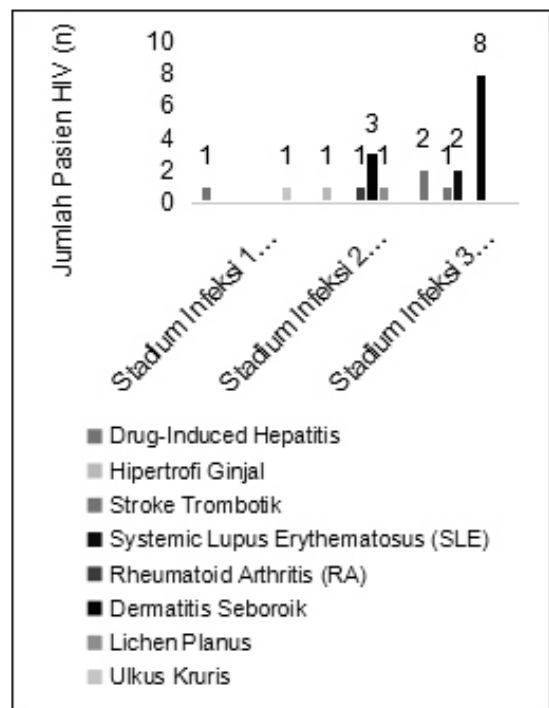 Jumlah Pasien HIV (n)
10
8
6
4
2
0
1
1
1
1
3
1
2
1
2
8
Stadium Infeksi 1...
Stadium Infeksi 2...
Stadium Infeksi 3...
Drug-Induced Hepatitis
Hipertrofi Ginjal
Stroke Trombotik
Systemic Lupus Erythematosus (SLE)
Rheumatoid Arthritis (RA)
Dermatitis Seboroik
Lichen Planus
Ulkus Kruris